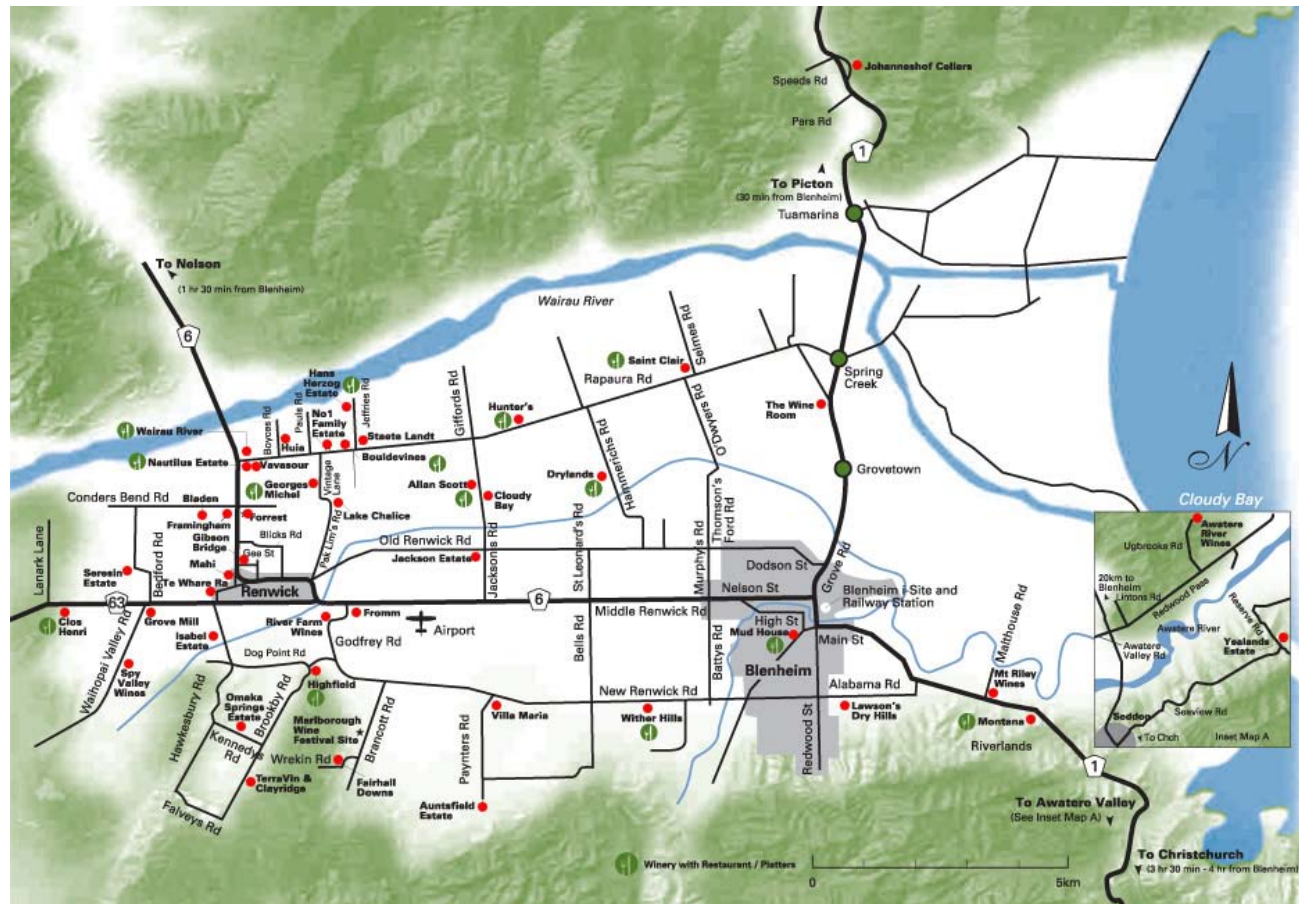 Johanneshof Cellers
Speeds Rd
Para Rd
1
To Picton
(30 min from Blenheim)
Tuamarina
To Nelson
(1 hr 30 min from Blenheim)
6
Wairau River
Selmes Rd
Saint Clair
Rapaura Rd
Spring
Creek
Hans
Herzog
Estate
Jeffries Rd
Pauls Rd
Boyces Rd
Giffords Rd
Hunter's
The Wine
Room
O'Dwyers Rd
Hammerichs Rd
No1
Family
Estate
Staete Landt
Wairau River
Huia
Bouldevines
Nautilus Estate
Vavasour
Georges
Michel
Vintage
Lane
Allan Scott
Cloudy
Bay
Drylands
Grovetown
Conders Bend Rd
Bladen
Framingham
Forrest
Lake Chalice
Pak Lim's Rd
Gibson
Bridge
Blicks Rd
Gee St
Old Renwick Rd
Jackson Estate
Jackson's Rd
St Leonard's Rd
Murphy's Rd
Thomson's
Ford Rd
Dodson St
Grove Rd
Lanark Lane
Bedford Rd
Seresin
Estate
Mahi
Te Whare Ra
Renwick
Nelson St
Blenheim i-Site and
Railway Station
63
6
Middle Renwick Rd
Clos
Henri
Grove Mill
Isabel
Estate
River Farm
Wines
Fromm
Airport
Godfrey Rd
High St
Mud House
Main St
Blenheim
Malthouse Rd
Waihopai Valley Rd
Spy
Valley
Wines
Dog Point Rd
Highfield
Bells Rd
Battys Rd
New Renwick Rd
Alabama Rd
Mt Riley
Wines
Hawkesbury Rd
Omaka
Springs
Estate
Brookby Rd
Marlborough
Wine
Festival Site
Brancott Rd
Villa Maria
Wither Hills
Lawson's
Dry Hills
Montana
Riverlands
Redwood St
Kennedys
Rd
Wrekin Rd
Fairhall
Downs
Paynters Rd
TerraVin &
Clayridge
Falveys Rd
Auntsfield
Estate
1
To Awatere Valley
(See Inset Map A)
To Christchurch
(3 hr 30 min - 4 hr from Blenheim)
Winery with Restaurant / Platters
0
5km
N
Cloudy Bay
Awatere
River
Wines
Ugbrooke Rd
20km to
Blenheim
Lintons Rd
Redwood Pass
Reserve Rd
Awatere River
Yealands
Estate
Awatere
Valley Rd
Seaview Rd
Seddon
To Chch
Inset Map A